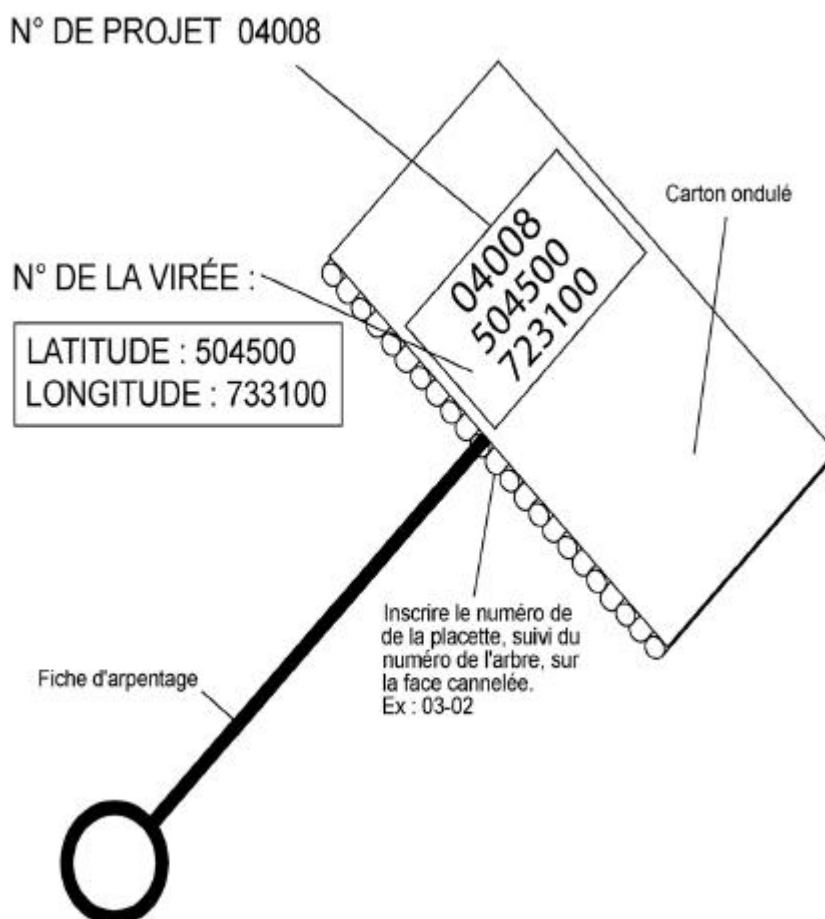 N° DE PROJET 04008
Carton ondulé
04008
504500
723100
N° DE LA VIRÉE :
LATITUDE : 504500
LONGITUDE : 733100
Inscrire le numéro de
de la placette, suivi du
numéro de l'arbre, sur
la face cannelée.
Ex : 03-02
Fiche d'arpentage